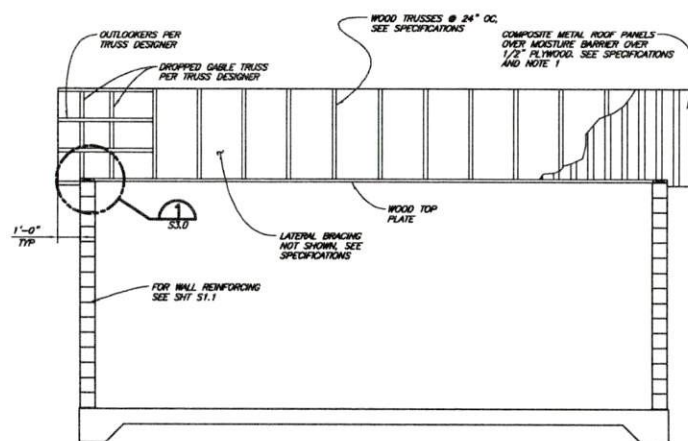 OUTLOOKERS PER
TRUSS DESIGNER
DROPPED GABLE TRUSS
PER TRUSS DESIGNER
WOOD TRUSSES @ 24" OC,
SEE SPECIFICATIONS
COMPOSITE METAL ROOF PANELS
OVER MOISTURE BARRIER OVER
1/2" PLYWOOD. SEE SPECIFICATIONS
AND NOTE 1
1
S3.0
WOOD TOP
PLATE
1'-0"
TYP
LATERAL BRACING
NOT SHOWN, SEE
SPECIFICATIONS
FOR WALL REINFORCING
SEE SHT S1.1